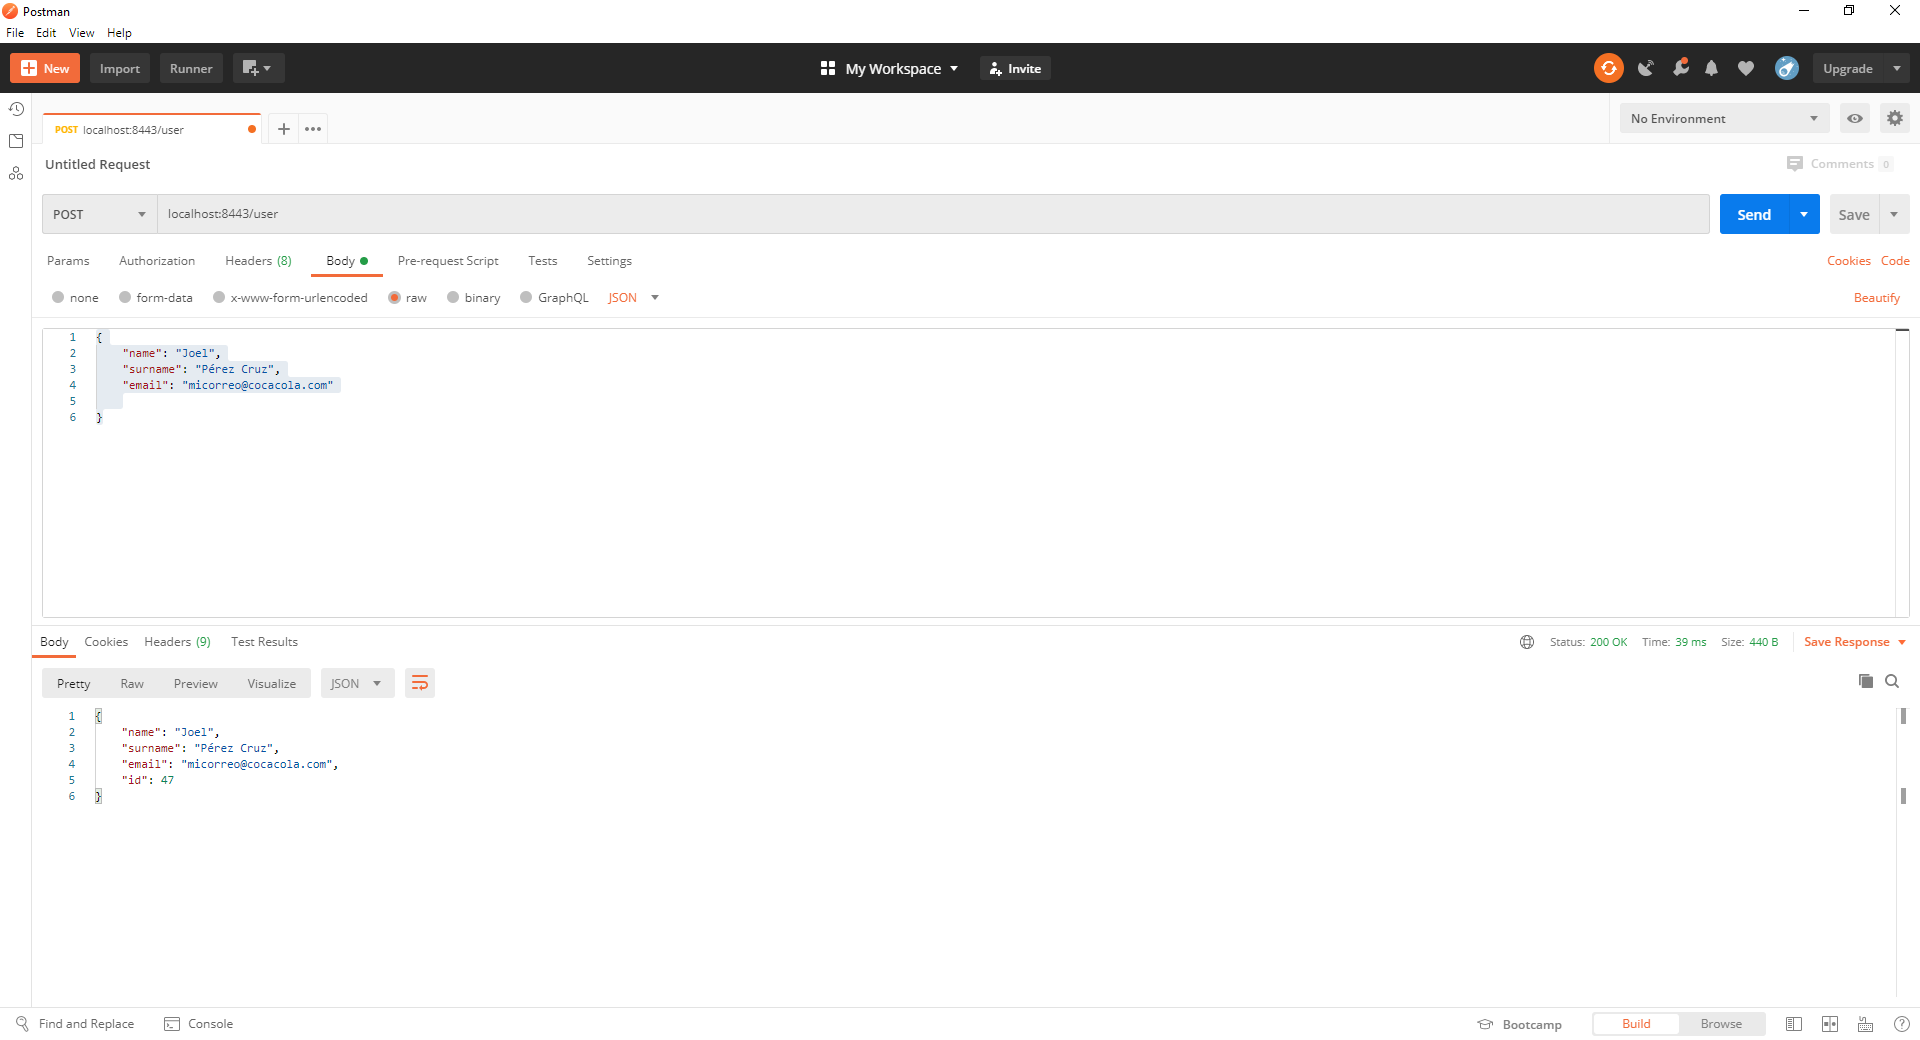 Postman
File Edit View Help
New Import Runner My Workspace Invite Upgrade
POST localhost:8443/user No Environment
Untitled Request Comments 0
POST localhost:8443/user Send Save
Params Authorization Headers (8) Body Pre-request Script Tests Settings Cookies Code
none form-data x-www-form-urlencoded raw binary GraphQL JSON Beautify
1 {
2 "name": "Joel",
3 "surname": "Pérez Cruz",
4 "email": "micorreo@cocacola.com"
5
6 }
Body Cookies Headers (9) Test Results Status: 200 OK Time: 39 ms Size: 440 B Save Response
Pretty Raw Preview Visualize JSON
1 {
2 "name": "Joel",
3 "surname": "Pérez Cruz",
4 "email": "micorreo@cocacola.com",
5 "id": 47
6 }
Find and Replace Console Bootcamp Build Browse